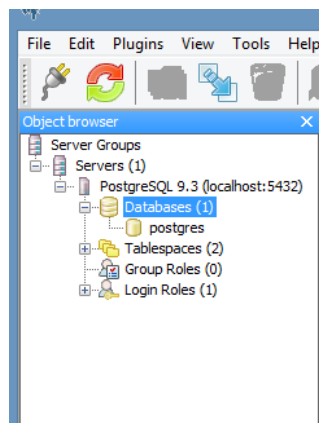 File Edit Plugins View Tools Help
Object browser
Server Groups
Servers (1)
PostgreSQL 9.3 (localhost:5432)
Databases (1)
postgres
Tablespaces (2)
Group Roles (0)
Login Roles (1)